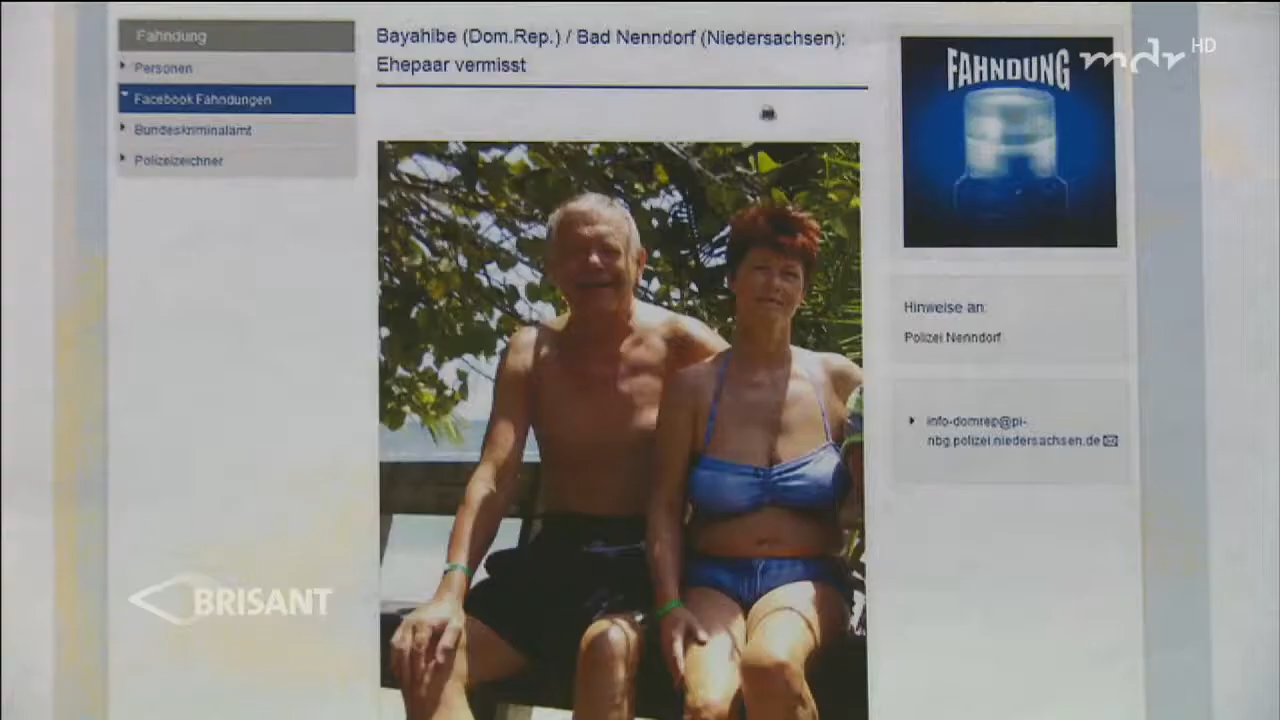 Fahndung
Personen
Facebook Fahndungen
Bundeskriminalamt
Polizeizeichner
Bayahibe (Dom.Rep.) / Bad Nenndorf (Niedersachsen):
Ehepaar vermisst
FAHNDUNG
mdr HD
Hinweise an:
Polizei Nenndorf
info-domrep@pi-
nbg.polizei.niedersachsen.de
BRISANT